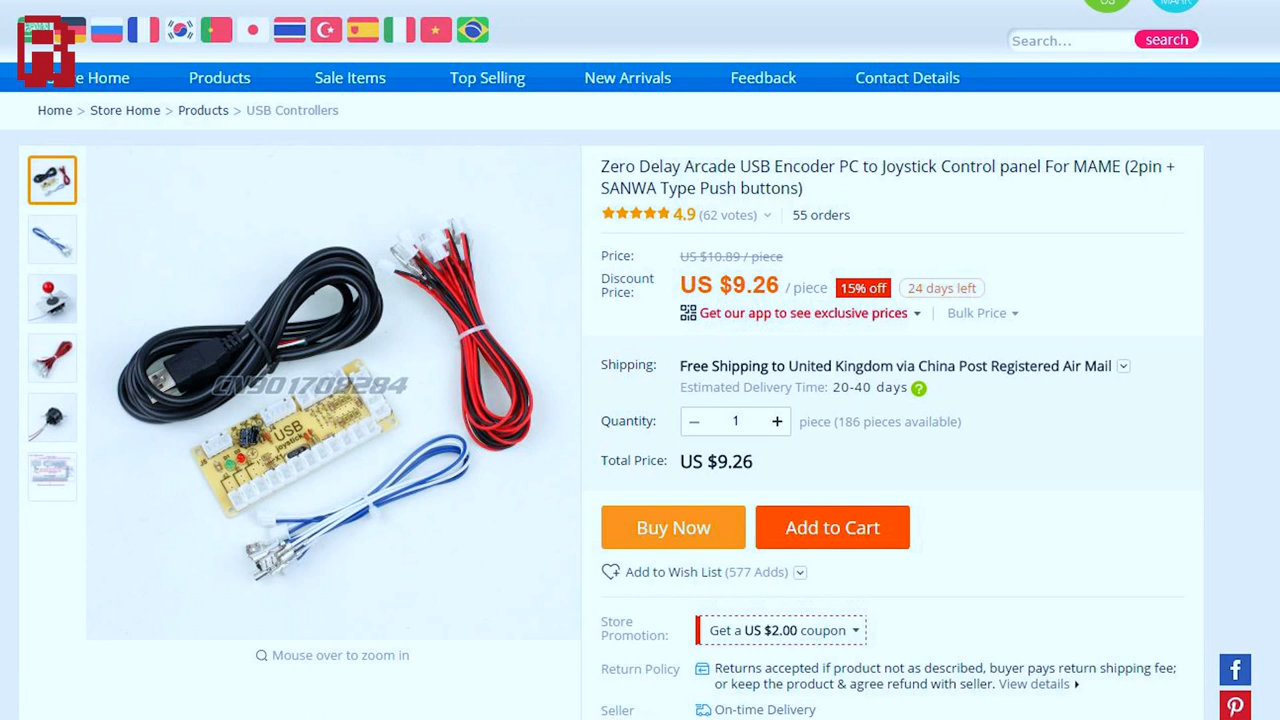 US
MARK
Search...
search
Home
Products
Sale Items
Top Selling
New Arrivals
Feedback
Contact Details
Home > Store Home > Products > USB Controllers
Zero Delay Arcade USB Encoder PC to Joystick Control panel For MAME (2pin +
SANWA Type Push buttons)
4.9 (62 votes)
55 orders
Price:
US $10.89 / piece
Discount
Price:
US $9.26 / piece
15% off
24 days left
Get our app to see exclusive prices
Bulk Price
Shipping:
Free Shipping to United Kingdom via China Post Registered Air Mail
Estimated Delivery Time: 20-40 days
?
Quantity:
– 1 +
piece (186 pieces available)
Total Price:
US $9.26
Buy Now
Add to Cart
Add to Wish List (577 Adds)
Store
Promotion:
Get a US $2.00 coupon
Return Policy
Returns accepted if product not as described, buyer pays return shipping fee;
or keep the product & agree refund with seller. View details
Seller
On-time Delivery
CN901708284
USB
Joystick
Mouse over to zoom in